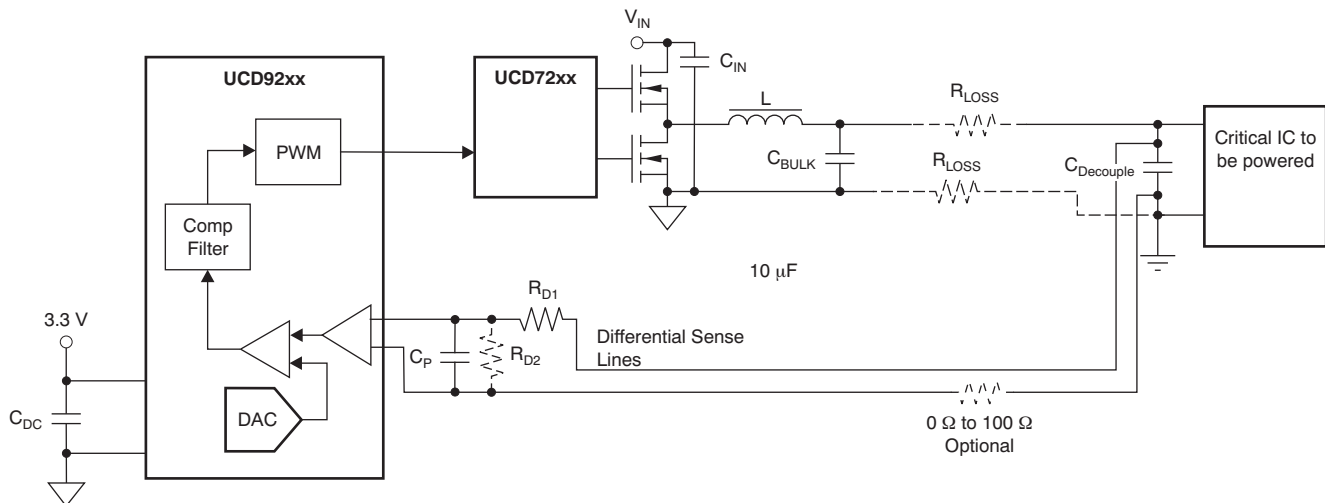 V_IN
UCD92xx
UCD72xx
C_IN
PWM
L
R_LOSS
C_BULK
R_LOSS
C_Decouple
Critical IC to
be powered
Comp
Filter
10 μF
3.3 V
R_D1
Differential Sense
Lines
C_P
R_D2
DAC
C_DC
0 Ω to 100 Ω
Optional